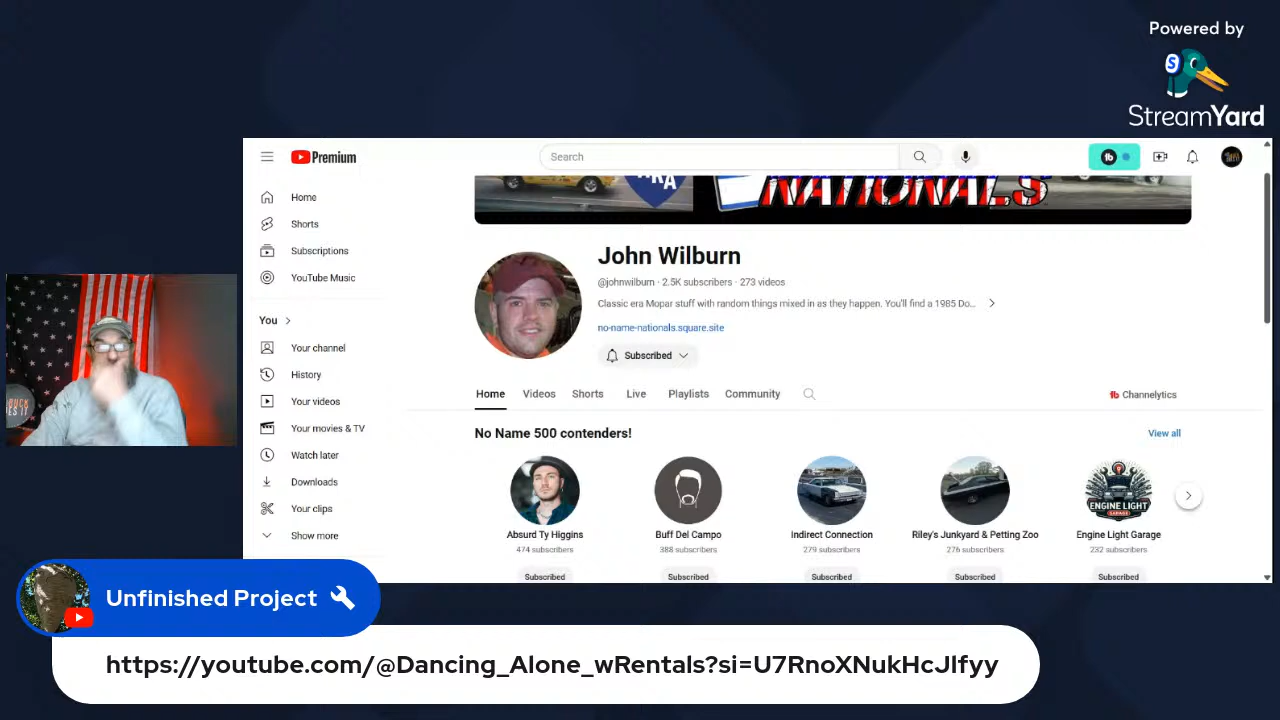 Powered by
StreamYard
Premium
Search
Home
Shorts
Subscriptions
YouTube Music
You
Your channel
History
Your videos
Your movies & TV
Watch later
Downloads
Your clips
Show more
NATIONALS
John Wilburn
@johnwilburn · 2.5K subscribers · 273 videos
Classic era Mopar stuff with random things mixed in as they happen. You'll find a 1985 Do...
no-name-nationals.square.site
Subscribed
Home Videos Shorts Live Playlists Community
Channelytics
No Name 500 contenders!
View all
Absurd Ty Higgins
474 subscribers
Subscribed
Buff Del Campo
388 subscribers
Subscribed
Indirect Connection
279 subscribers
Subscribed
Riley's Junkyard & Petting Zoo
276 subscribers
Subscribed
ENGINE LIGHT
GARAGE
Engine Light Garage
232 subscribers
Subscribed
Unfinished Project
https://youtube.com/@Dancing_Alone_wRentals?si=U7RnoXNukHcJlfyy